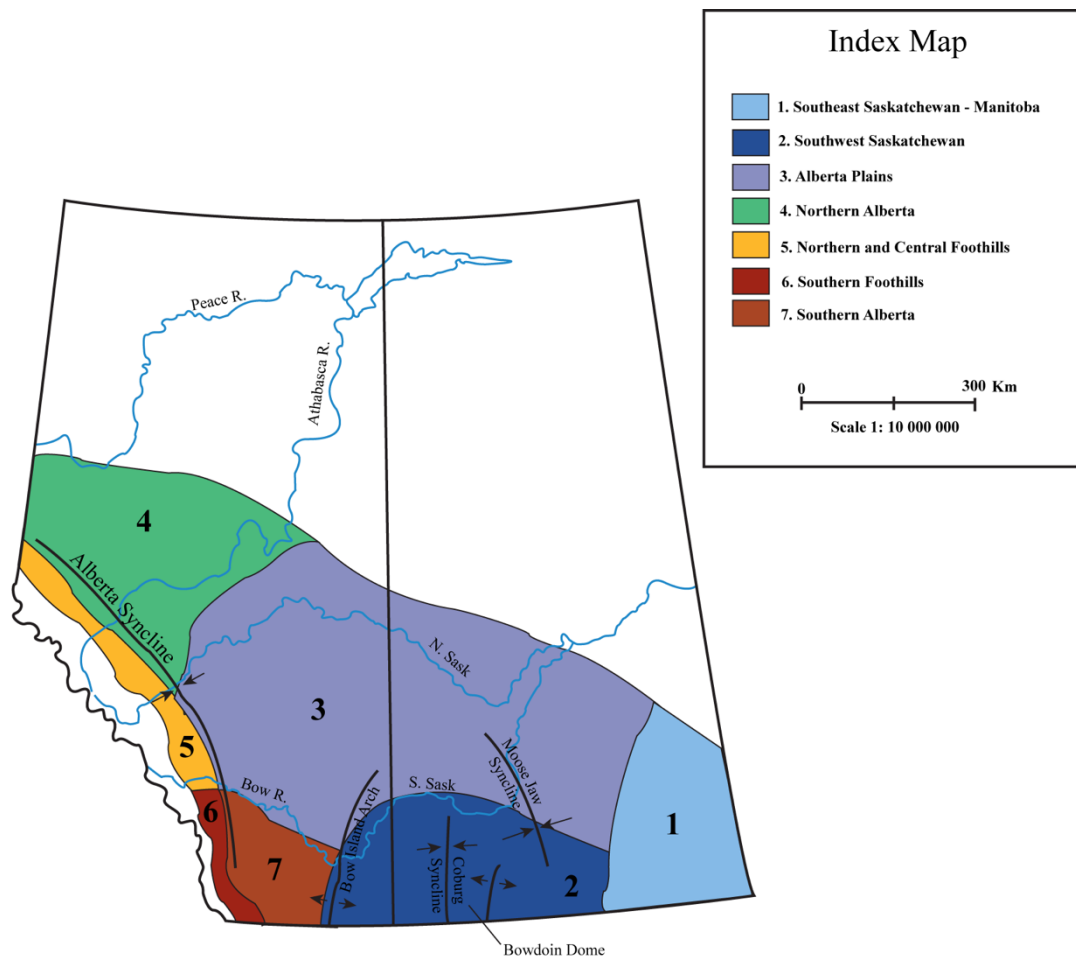 Index Map
1. Southeast Saskatchewan - Manitoba
2. Southwest Saskatchewan
3. Alberta Plains
4. Northern Alberta
5. Northern and Central Foothills
6. Southern Foothills
7. Southern Alberta
0
300 Km
Scale 1: 10 000 000
Peace R.
Athabasca R.
4
Alberta Syncline
N. Sask
3
5
Moose Jaw
Syncline
Bow R.
S. Sask
6
Bow Island Arch
1
7
Coburg
Syncline
2
Bowdoin Dome